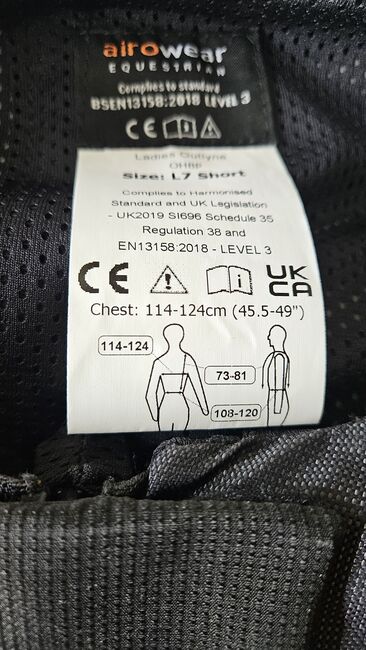 airowear
EQUESTRIAN
Complies to standard
BSEN13158:2018 LEVEL 3
CE
Ladies Outlyne
Size: L7 Short
Complies to Harmonised
Standard and UK Legislation
- UK2019 SI696 Schedule 35
Regulation 38 and
EN13158:2018 - LEVEL 3
CE UK
CA
Chest: 114-124cm (45.5-49")
114-124
73-81
108-120